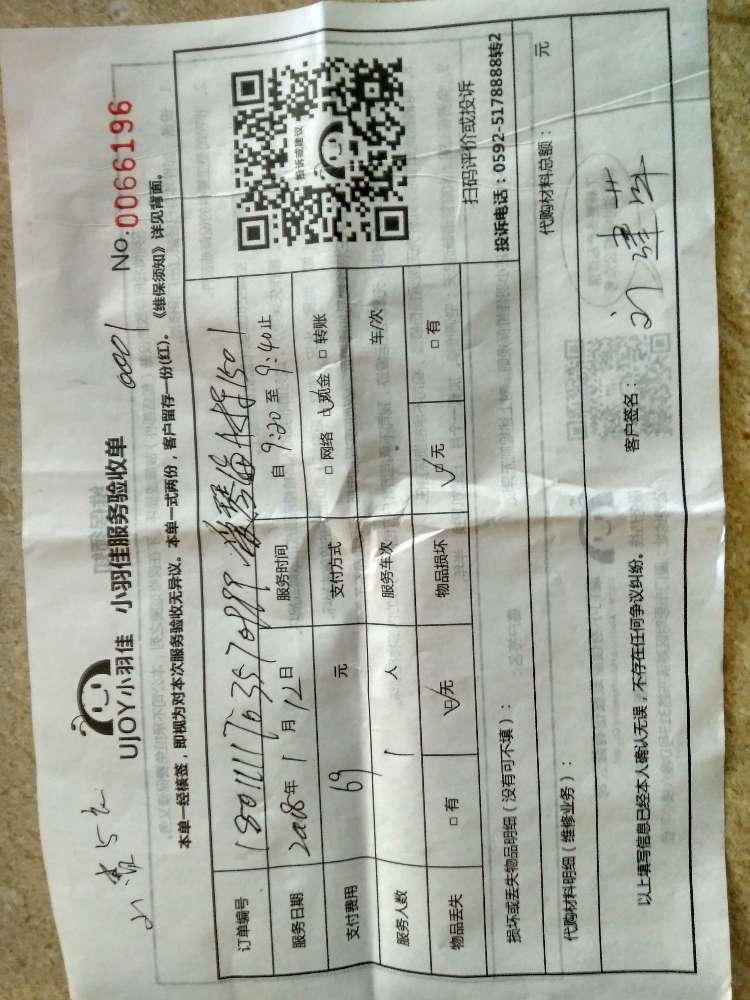 UJOY小羽佳 小羽佳服务验收单 No.0066196
本单一经核签，即视为对本次服务验收无异议。本单一式两份，客户留存一份(红)。《维保须知》详见背面。
订单编号
服务日期 2018年1月12日 服务时间 自 9:20 至 9:40止
支付费用 69 元 支付方式 □ 网络 ☑ 现金 □ 转账
服务人数 1 人 服务车次 车/次
物品丢失 □ 有 ☑ 无 物品损坏 ☑ 无 □ 有
投诉或建议
扫码评价或投诉
投诉电话：0592-5178888转2
损坏或丢失物品明细（没有可不填）：
代购材料明细（维修业务）： 代购材料总额： 元
以上填写信息已经本人确认无误，不存在任何争议纠纷。 客户签名：